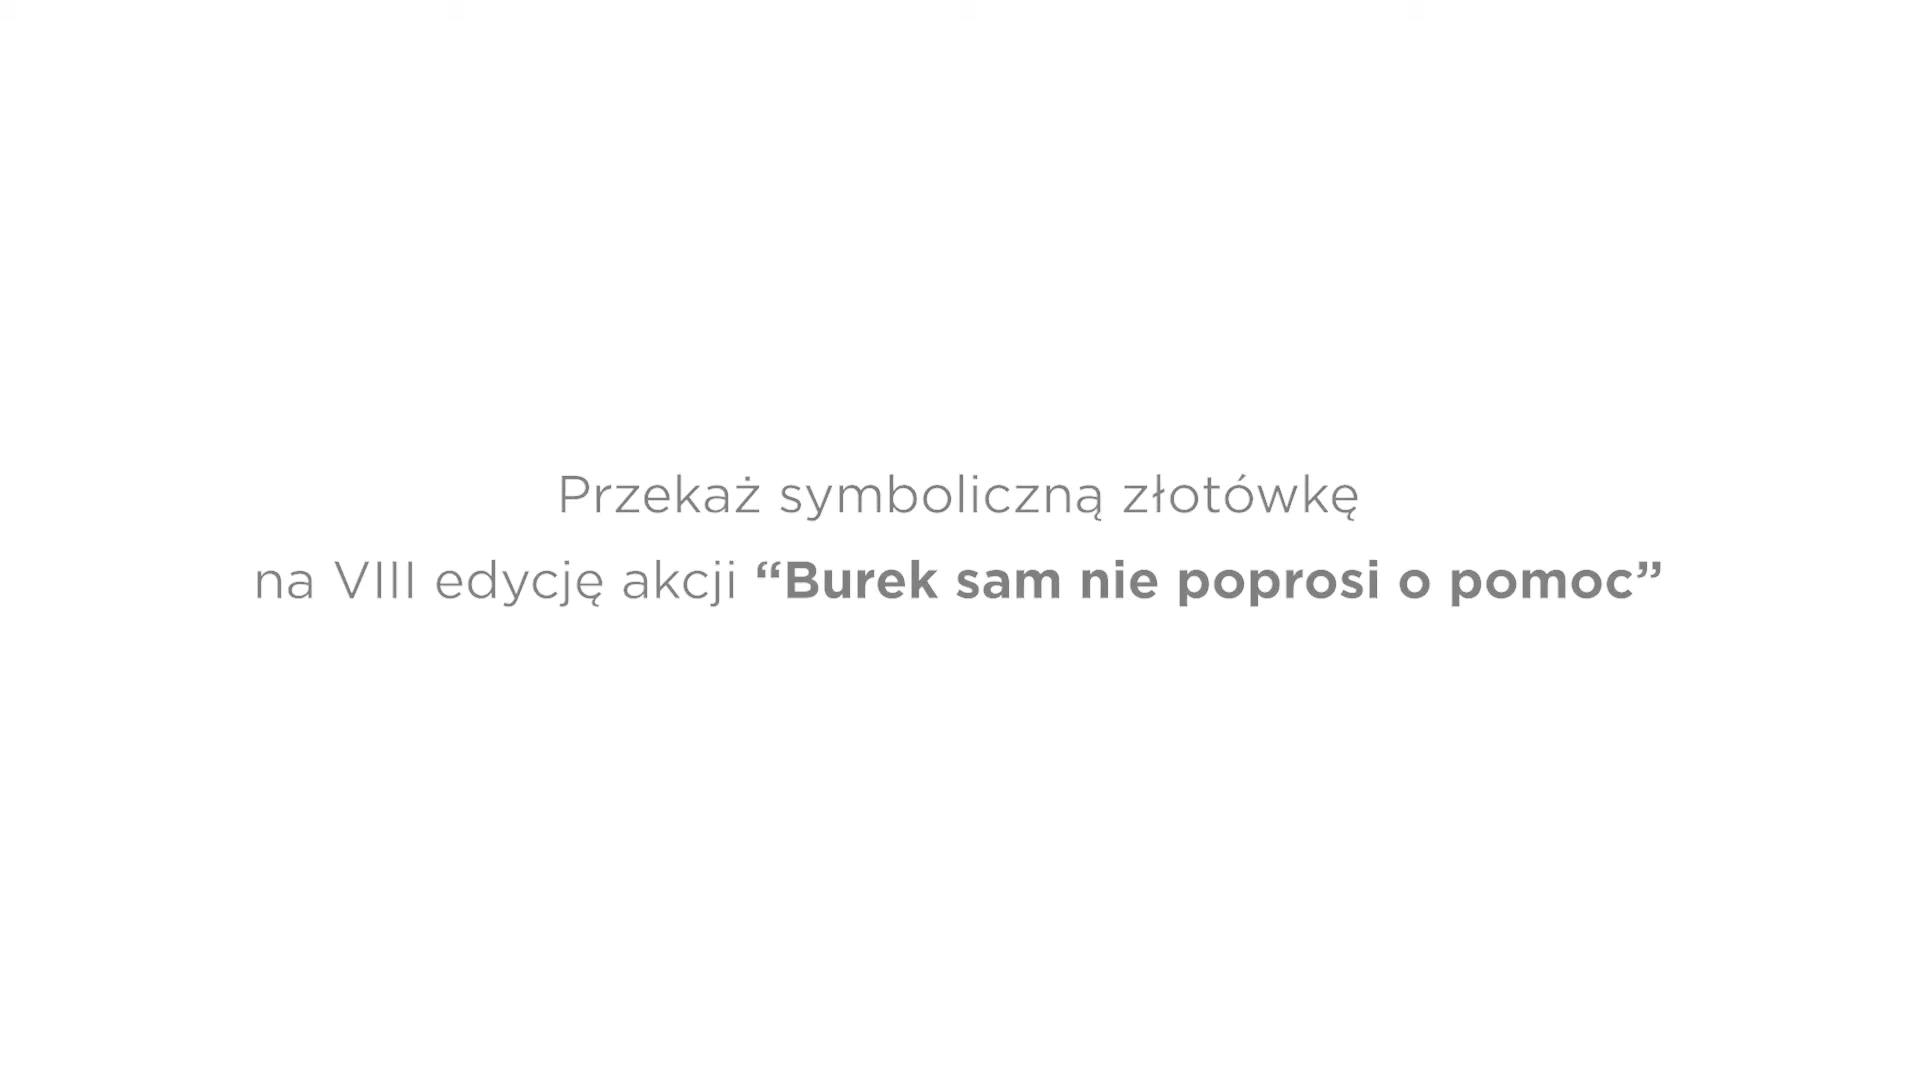 Przekaż symboliczną złotówkę
na VIII edycję akcji “Burek sam nie poprosi o pomoc”